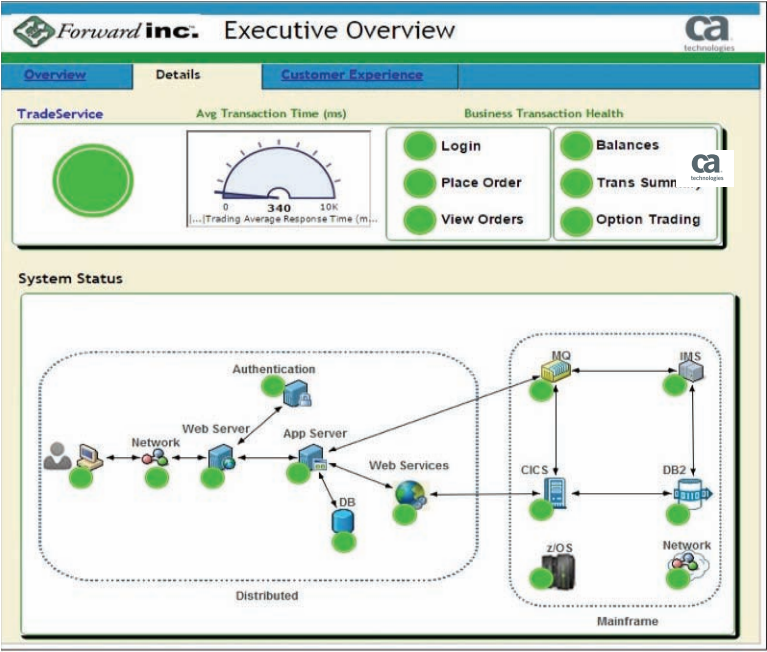 Forward inc. Executive Overview
ca
technologies
Overview Details Customer Experience
TradeService Avg Transaction Time (ms) Business Transaction Health
Login Balances
ca
technologies
Place Order Trans
0 340 10K
|...|Trading Average Response Time (m...
View Orders Option Trading
System Status
MQ IMS
Authentication
Web Server App Server
Network
Web Services CICS DB2
DB
z/OS Network
Distributed
Mainframe